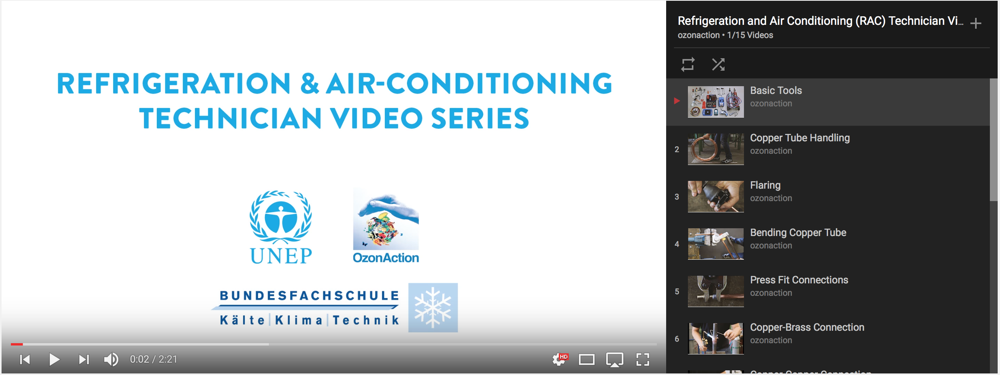 REFRIGERATION & AIR-CONDITIONING
TECHNICIAN VIDEO SERIES
UNEP
OzonAction
BUNDESFACHSCHULE
Kälte|Klima|Technik
0:02 / 2:21
HD
Refrigeration and Air Conditioning (RAC) Technician Vi...
ozonaction • 1/15 Videos
Basic Tools
ozonaction
2
Copper Tube Handling
ozonaction
3
Flaring
ozonaction
4
Bending Copper Tube
ozonaction
5
Press Fit Connections
ozonaction
6
Copper-Brass Connection
ozonaction